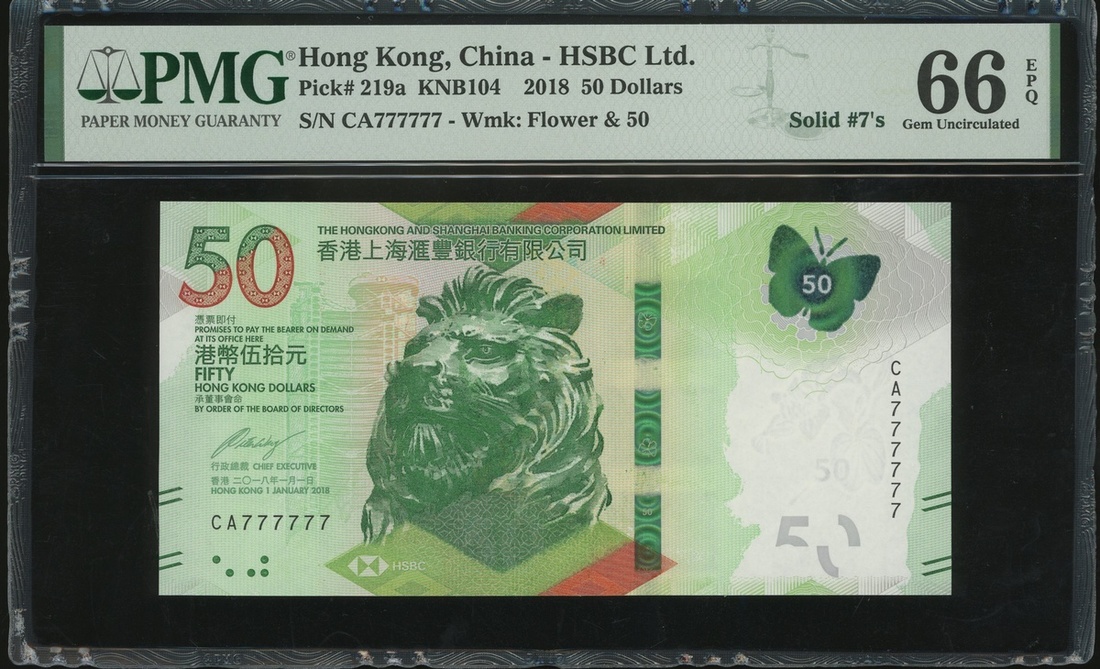 PMG®
PAPER MONEY GUARANTY
Hong Kong, China - HSBC Ltd.
Pick# 219a KNB104 2018 50 Dollars
S/N CA777777 - Wmk: Flower & 50
Solid #7's
66 EPQ
Gem Uncirculated
50
THE HONGKONG AND SHANGHAI BANKING CORPORATION LIMITED
香港上海滙豐銀行有限公司
憑票即付
PROMISES TO PAY THE BEARER ON DEMAND
AT ITS OFFICE HERE
港幣伍拾元
FIFTY
HONG KONG DOLLARS
承董事會命
BY ORDER OF THE BOARD OF DIRECTORS
行政總裁 CHIEF EXECUTIVE
香港 二〇一八年一月一日
HONG KONG 1 JANUARY 2018
CA777777
HSBC
50
50
CA777777
50
50